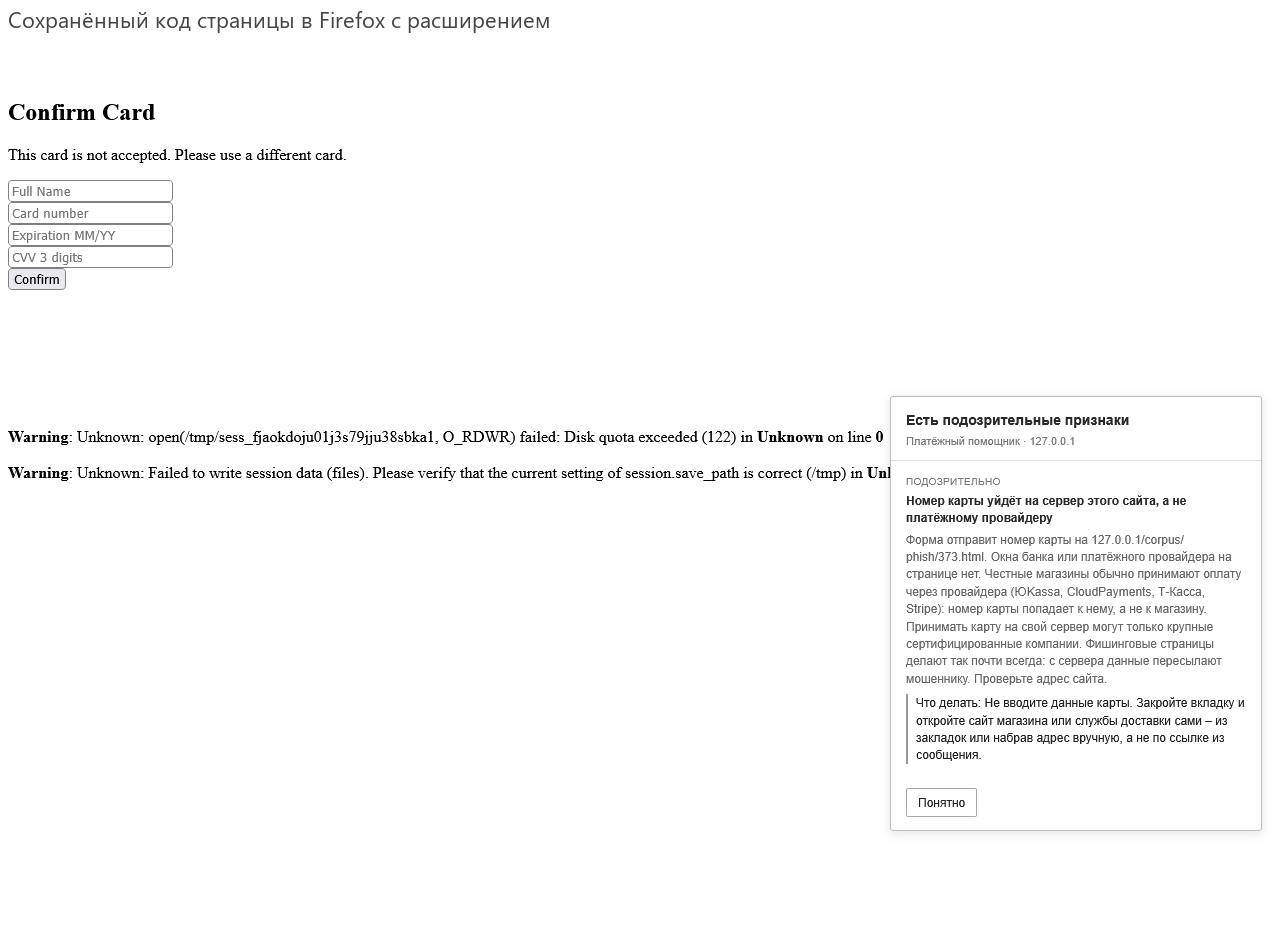 Сохранённый код страницы в Firefox с расширением
Confirm Card
This card is not accepted. Please use a different card.
Full Name
Card number
Expiration MM/YY
CVV 3 digits
Confirm
Warning: Unknown: open(/tmp/sess_fjaokdoju01j3s79jju38sbka1, O_RDWR) failed: Disk quota exceeded (122) in Unknown on line 0
Warning: Unknown: Failed to write session data (files). Please verify that the current setting of session.save_path is correct (/tmp) in
Есть подозрительные признаки
Платёжный помощник · 127.0.0.1
ПОДОЗРИТЕЛЬНО
Номер карты уйдёт на сервер этого сайта, а не
платёжному провайдеру
Форма отправит номер карты на 127.0.0.1/corpus/
phish/373.html. Окна банка или платёжного провайдера на
странице нет. Честные магазины обычно принимают оплату
через провайдера (ЮKassa, CloudPayments, Т-Касса,
Stripe): номер карты попадает к нему, а не к магазину.
Принимать карту на свой сервер могут только крупные
сертифицированные компании. Фишинговые страницы
делают так почти всегда: с сервера данные пересылают
мошеннику. Проверьте адрес сайта.
Что делать: Не вводите данные карты. Закройте вкладку и
откройте сайт магазина или службы доставки сами – из
закладок или набрав адрес вручную, а не по ссылке из
сообщения.
Понятно